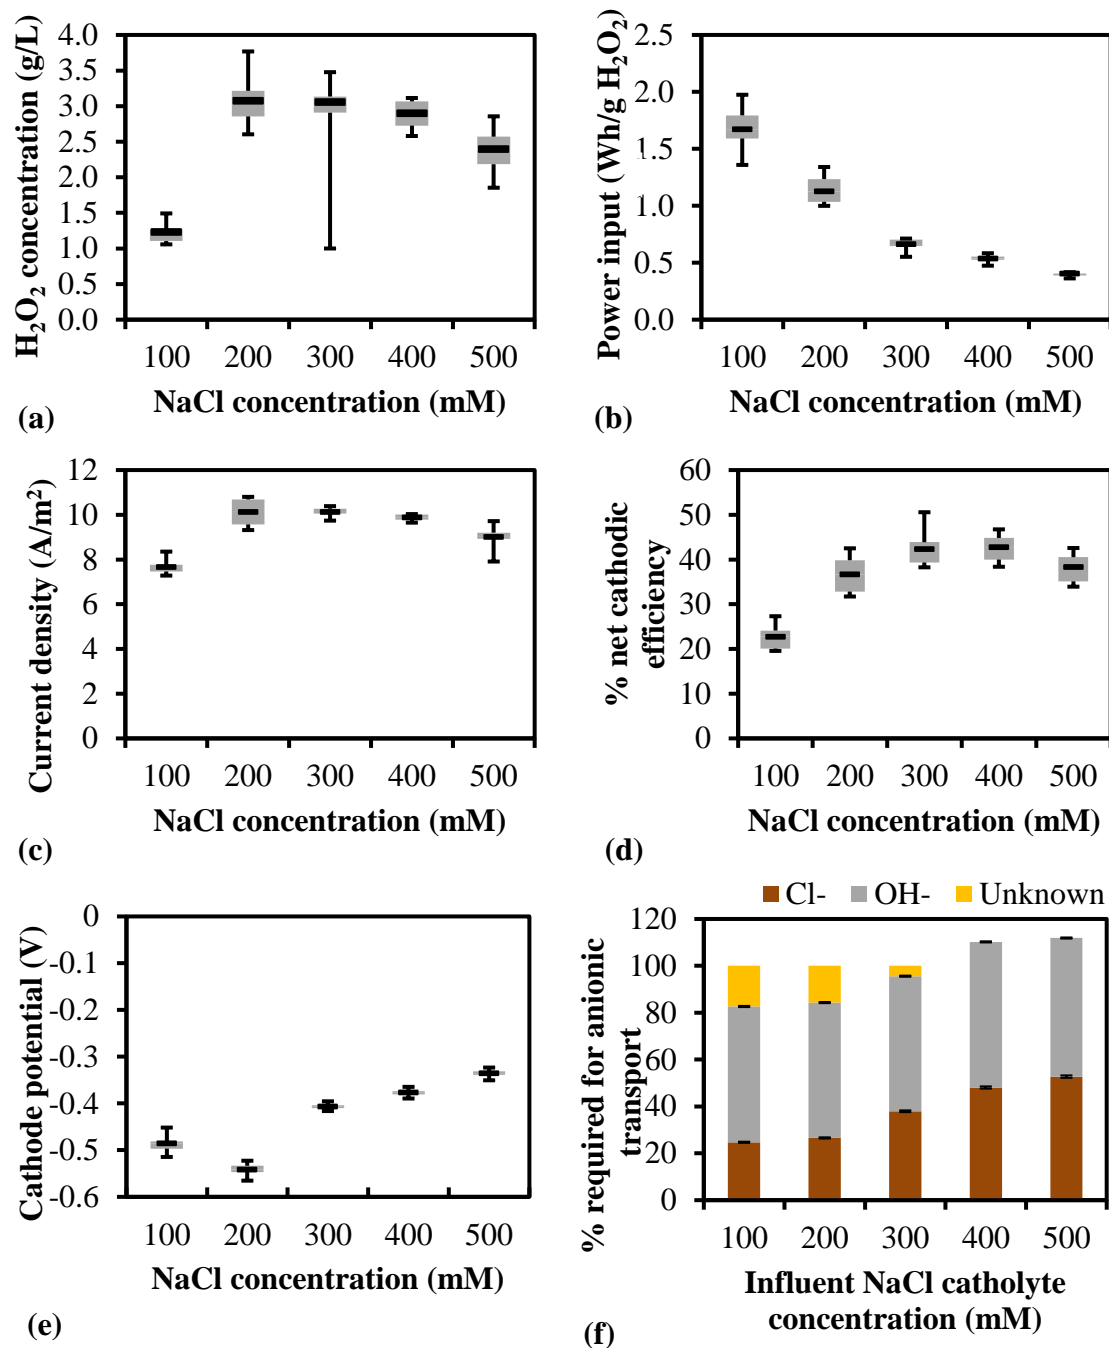 H₂O₂ concentration (g/L)
4.0
3.5
3.0
2.5
2.0
1.5
1.0
0.5
0.0
100 200 300 400 500
NaCl concentration (mM)
(a)
Power input (Wh/g H₂O₂)
2.5
2.0
1.5
1.0
0.5
0.0
100 200 300 400 500
NaCl concentration (mM)
(b)
Current density (A/m²)
12
10
8
6
4
2
0
100 200 300 400 500
NaCl concentration (mM)
(c)
% net cathodic
efficiency
60
50
40
30
20
10
0
100 200 300 400 500
NaCl concentration (mM)
(d)
Cathode potential (V)
0
-0.1
-0.2
-0.3
-0.4
-0.5
-0.6
100 200 300 400 500
NaCl concentration (mM)
(e)
Cl- OH- Unknown
% required for anionic
transport
120
100
80
60
40
20
0
100 200 300 400 500
Influent NaCl catholyte
concentration (mM)
(f)